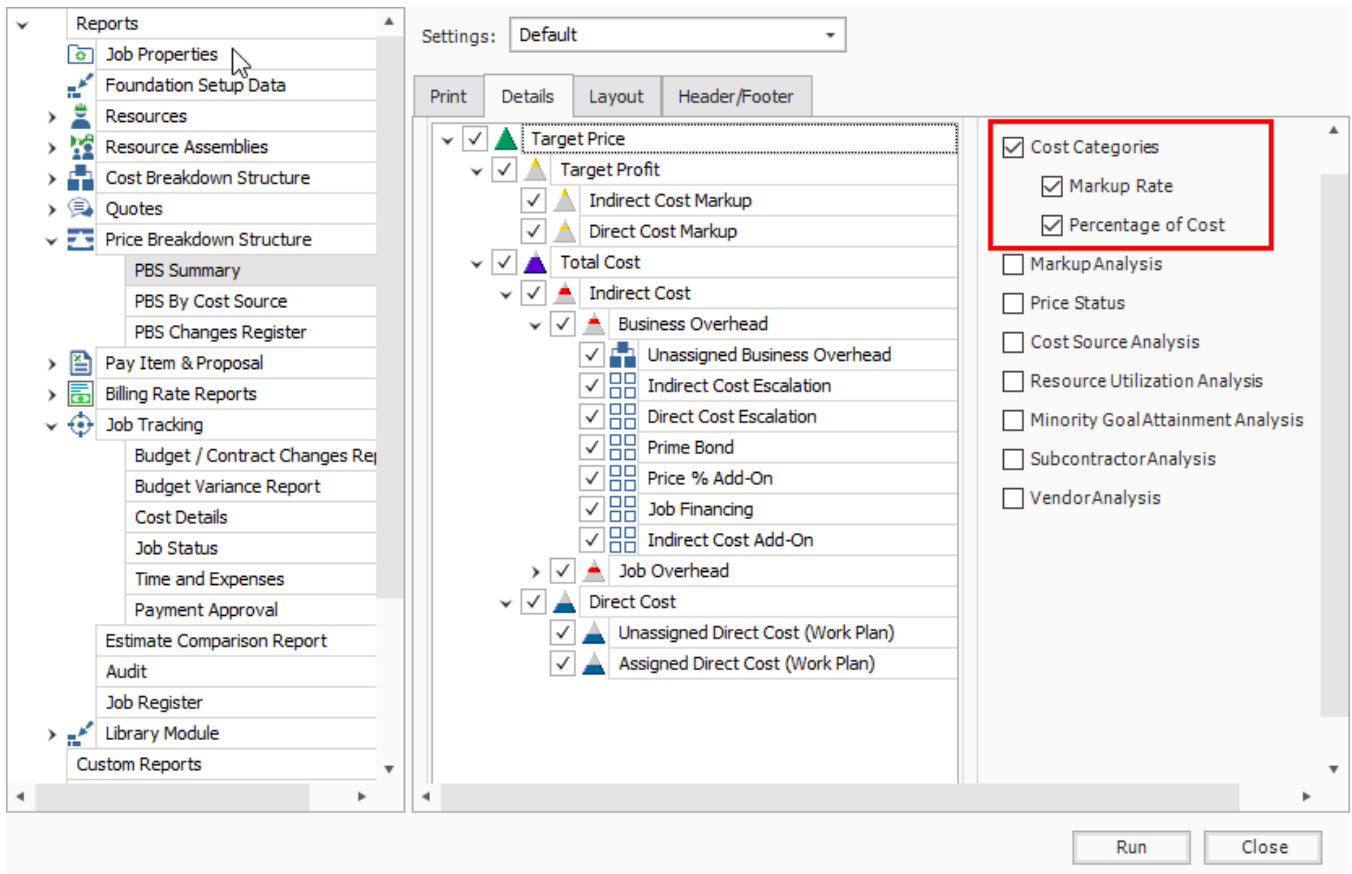 Reports
Job Properties
Foundation Setup Data
Resources
Resource Assemblies
Cost Breakdown Structure
Quotes
Price Breakdown Structure
PBS Summary
PBS By Cost Source
PBS Changes Register
Pay Item & Proposal
Billing Rate Reports
Job Tracking
Budget / Contract Changes Rep
Budget Variance Report
Cost Details
Job Status
Time and Expenses
Payment Approval
Estimate Comparison Report
Audit
Job Register
Library Module
Custom Reports
Settings: Default
Print Details Layout Header/Footer
Target Price
Target Profit
Indirect Cost Markup
Direct Cost Markup
Total Cost
Indirect Cost
Business Overhead
Unassigned Business Overhead
Indirect Cost Escalation
Direct Cost Escalation
Prime Bond
Price % Add-On
Job Financing
Indirect Cost Add-On
Job Overhead
Direct Cost
Unassigned Direct Cost (Work Plan)
Assigned Direct Cost (Work Plan)
Cost Categories
Markup Rate
Percentage of Cost
Markup Analysis
Price Status
Cost Source Analysis
Resource Utilization Analysis
Minority Goal Attainment Analysis
Subcontractor Analysis
Vendor Analysis
Run Close